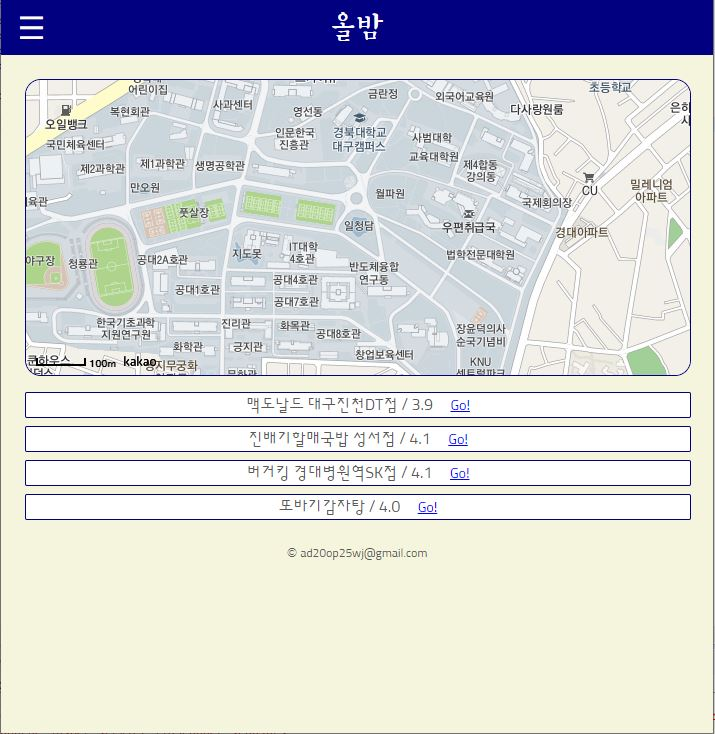 올밤
어린이집
사과센터
금란정
외국어교육원
초등학교
오일뱅크
복현회관
영선동
다사랑원룸
은하
국민체육센터
인문한국
진흥관
경북대학교
대구캠퍼스
사범대학
교육대학원
제2과학관
제1과학관
생명공학관
제4합동
강의동
CU
밀레니엄
아파트
만오원
월파원
국제회의장
육관
풋살장
일청담
우편취급국
경대아파트
야구장
청룡관
공대2A호관
지도못
IT대학
4호관
반도체융합
연구동
법학전문대학원
공대1호관
공대4호관
공대7호관
한국기초과학
지원연구원
진리관
화목관
공대8호관
장윤덕의사
순국기념비
화학관
긍지관
창업보육센터
KNU
센트럴파크
100m
kakao
맥도날드 대구진천DT점 / 3.9 Go!
진배기할매국밥 성서점 / 4.1 Go!
버거킹 경대병원역SK점 / 4.1 Go!
또바기감자탕 / 4.0 Go!
© ad20op25wj@gmail.com